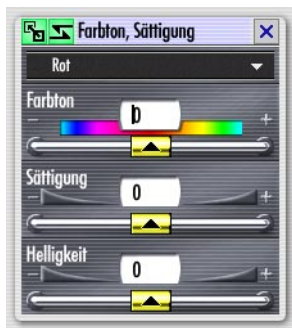 Farbton, Sättigung
Rot
Farbton
0
- +
Sättigung
0
- +
Helligkeit
0
- +